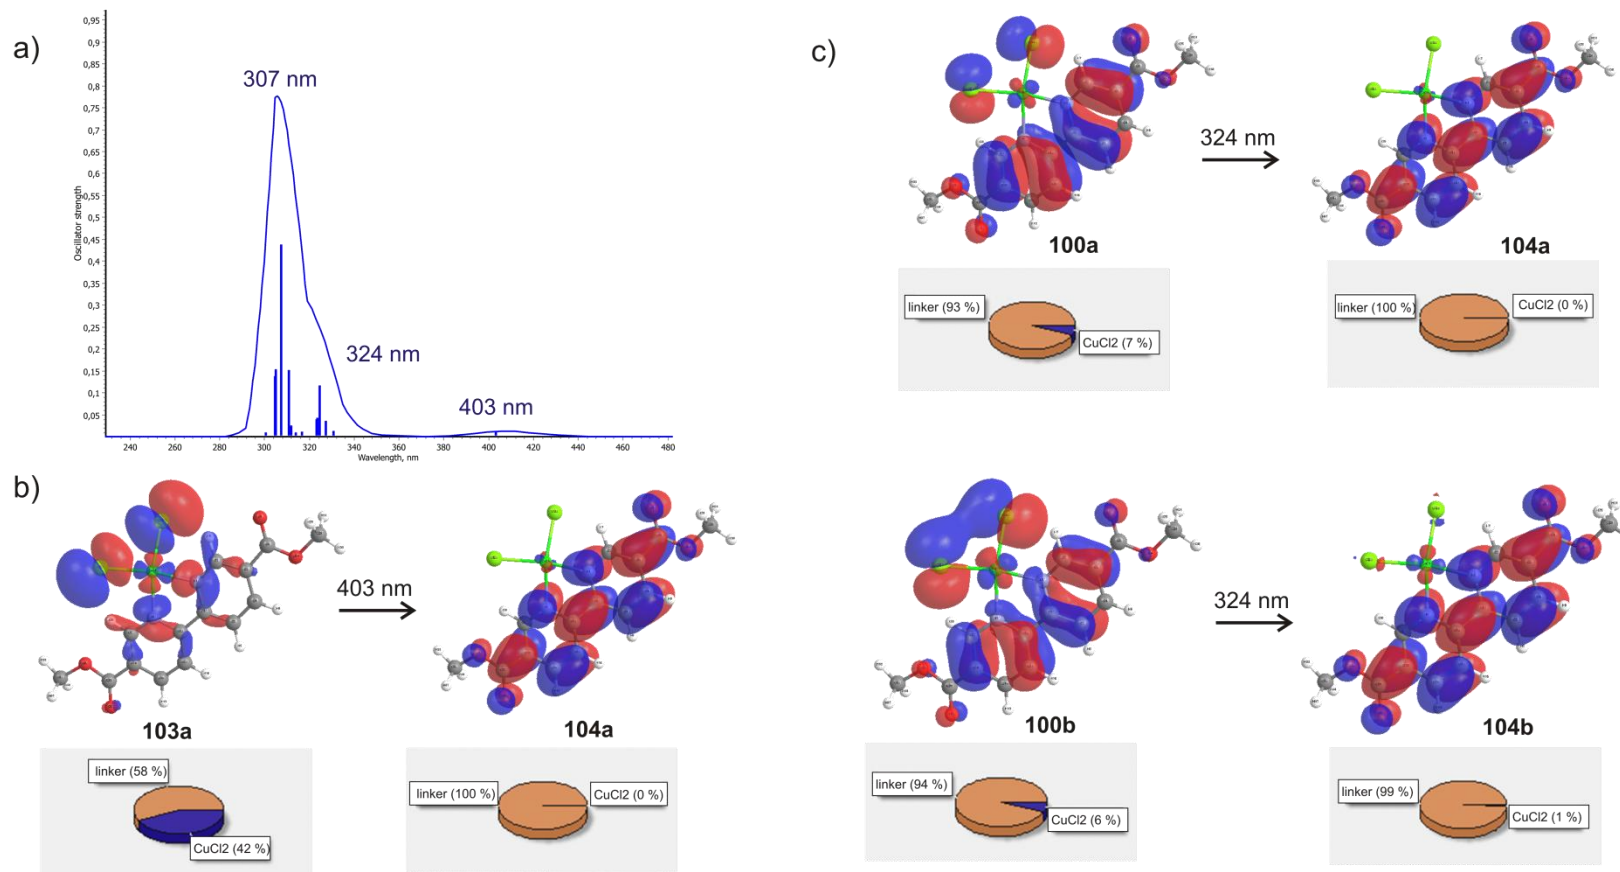 a)
0,95
0,9
0,85
0,8
0,75
0,7
0,65
0,6
0,55
0,5
0,45
0,4
0,35
0,3
0,25
0,2
0,15
0,1
0,05
Oscillator strength
307 nm
324 nm
403 nm
240 260 280 300 320 340 360 380 400 420 440 460 480
Wavelength, nm
b)
103a
403 nm
104a
linker (58 %)
CuCl2 (42 %)
linker (100 %)
CuCl2 (0 %)
c)
100a
324 nm
104a
linker (93 %)
CuCl2 (7 %)
linker (100 %)
CuCl2 (0 %)
100b
324 nm
104b
linker (94 %)
CuCl2 (6 %)
linker (99 %)
CuCl2 (1 %)